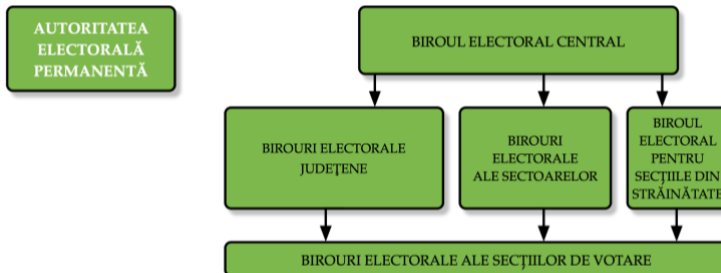 AUTORITATEA
ELECTORALĂ
PERMANENTĂ
BIROUL ELECTORAL CENTRAL
BIROURI ELECTORALE
JUDEȚENE
BIROURI
ELECTORALE
ALE SECTOARELOR
BIROUL
ELECTORAL
PENTRU
SECȚIILE DIN
STRĂINĂTATE
BIROURI ELECTORALE ALE SECȚIILOR DE VOTARE